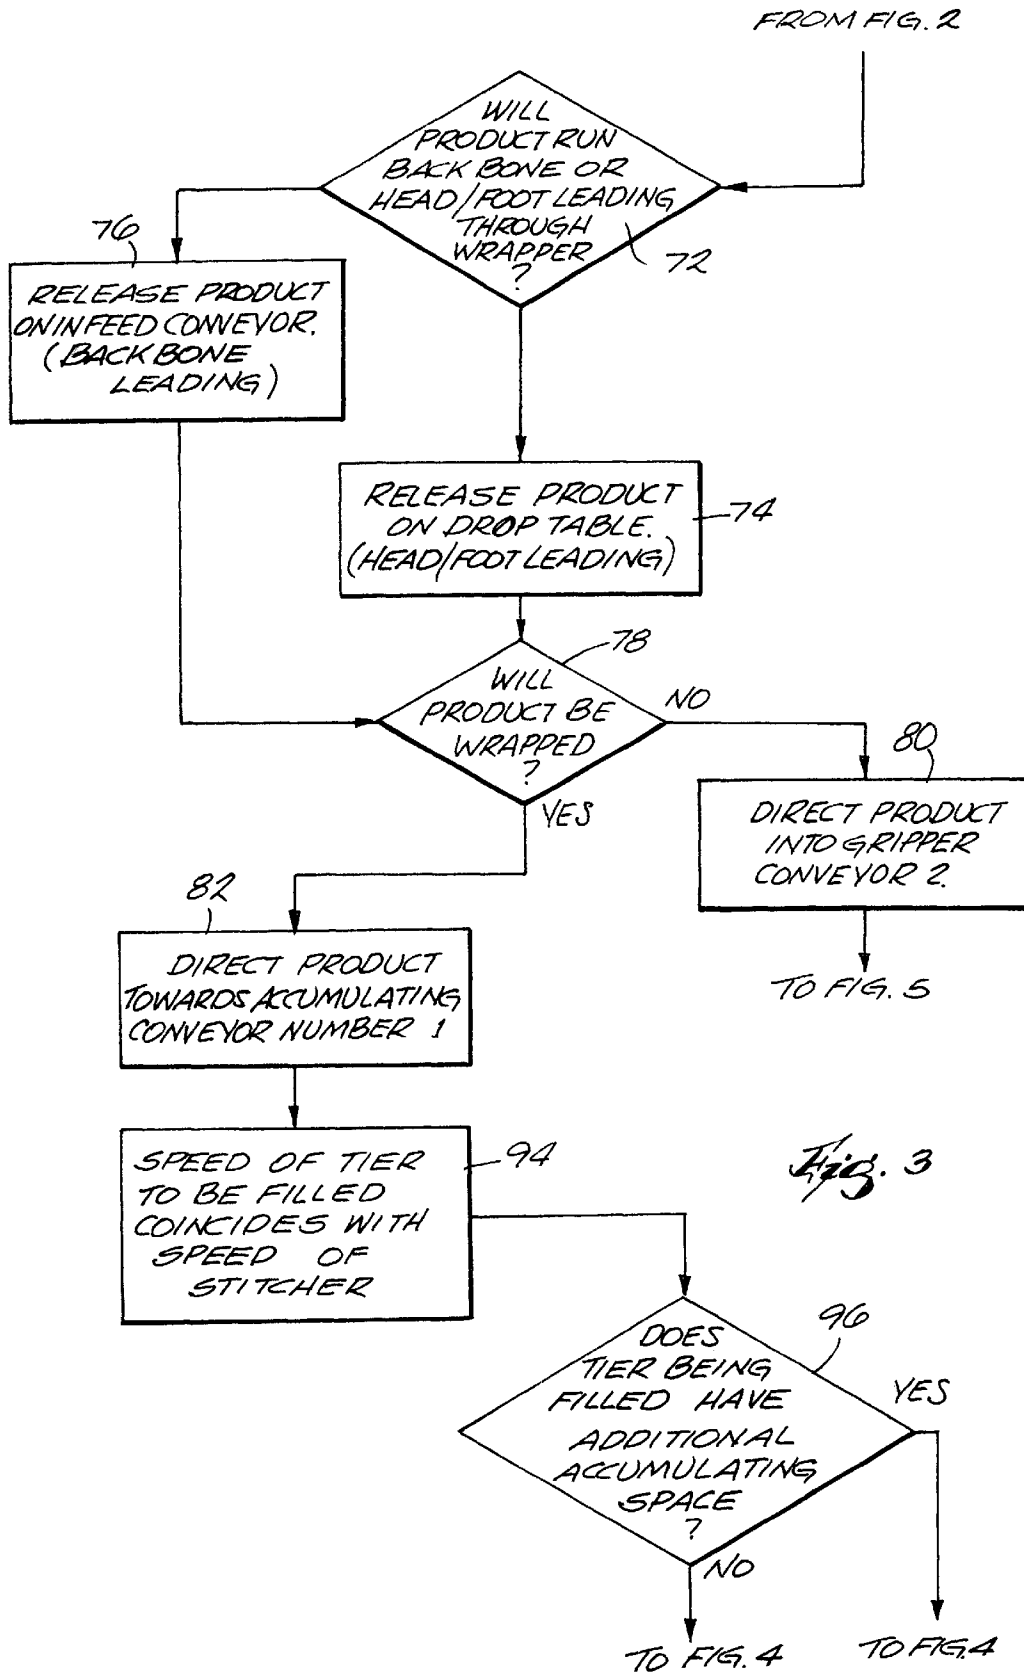 FROM FIG. 2
WILL
PRODUCT RUN
BACK BONE OR
HEAD/FOOT LEADING
THROUGH
WRAPPER
?
72
76
RELEASE PRODUCT
ON INFEED CONVEYOR.
(BACK BONE
LEADING)
RELEASE PRODUCT
ON DROP TABLE.
(HEAD/FOOT LEADING)
74
78
WILL
PRODUCT BE
WRAPPED
?
NO
YES
80
DIRECT PRODUCT
INTO GRIPPER
CONVEYOR 2.
TO FIG. 5
82
DIRECT PRODUCT
TOWARDS ACCUMULATING
CONVEYOR NUMBER 1
SPEED OF TIER
TO BE FILLED
COINCIDES WITH
SPEED OF
STITCHER
94
Fig. 3
96
DOES
TIER BEING
FILLED HAVE
ADDITIONAL
ACCUMULATING
SPACE
?
YES
NO
TO FIG. 4
TO FIG.4